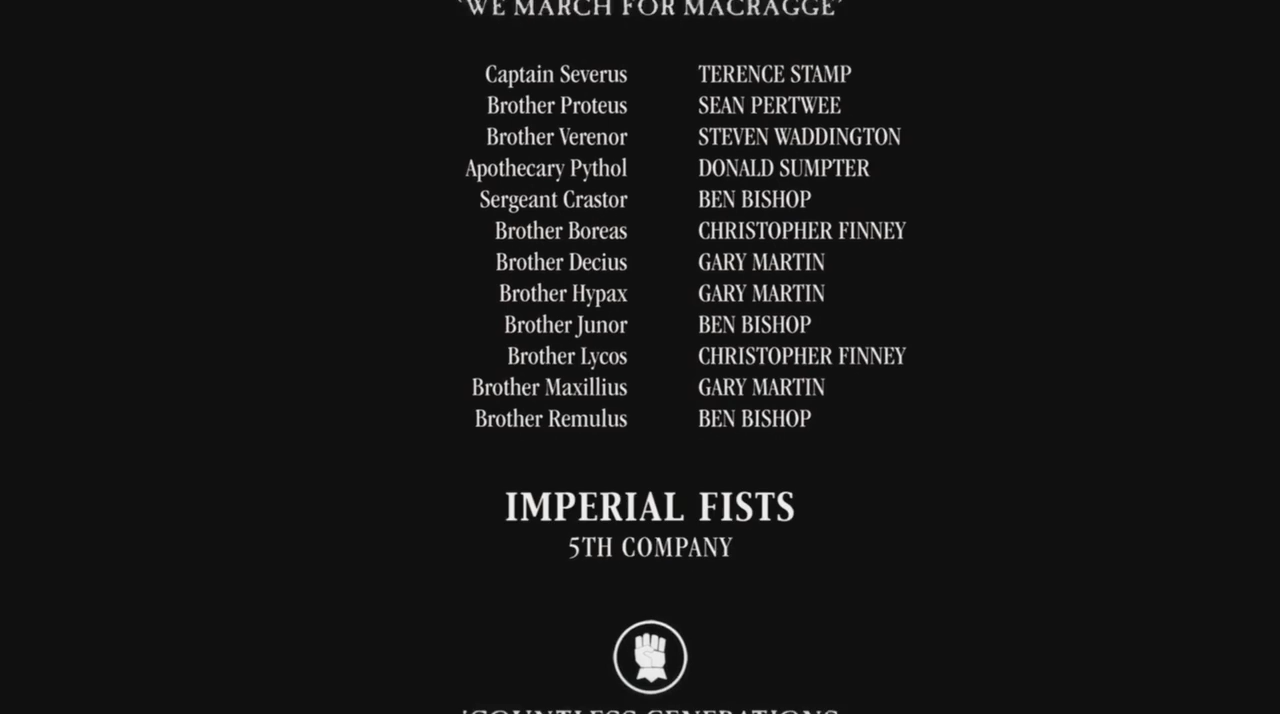 'WE MARCH FOR MACRAGGE'
Captain Severus TERENCE STAMP
Brother Proteus SEAN PERTWEE
Brother Verenor STEVEN WADDINGTON
Apothecary Pythol DONALD SUMPTER
Sergeant Crastor BEN BISHOP
Brother Boreas CHRISTOPHER FINNEY
Brother Decius GARY MARTIN
Brother Hypax GARY MARTIN
Brother Junor BEN BISHOP
Brother Lycos CHRISTOPHER FINNEY
Brother Maxillius GARY MARTIN
Brother Remulus BEN BISHOP
IMPERIAL FISTS
5TH COMPANY
'COUNTLESS GENERATIONS